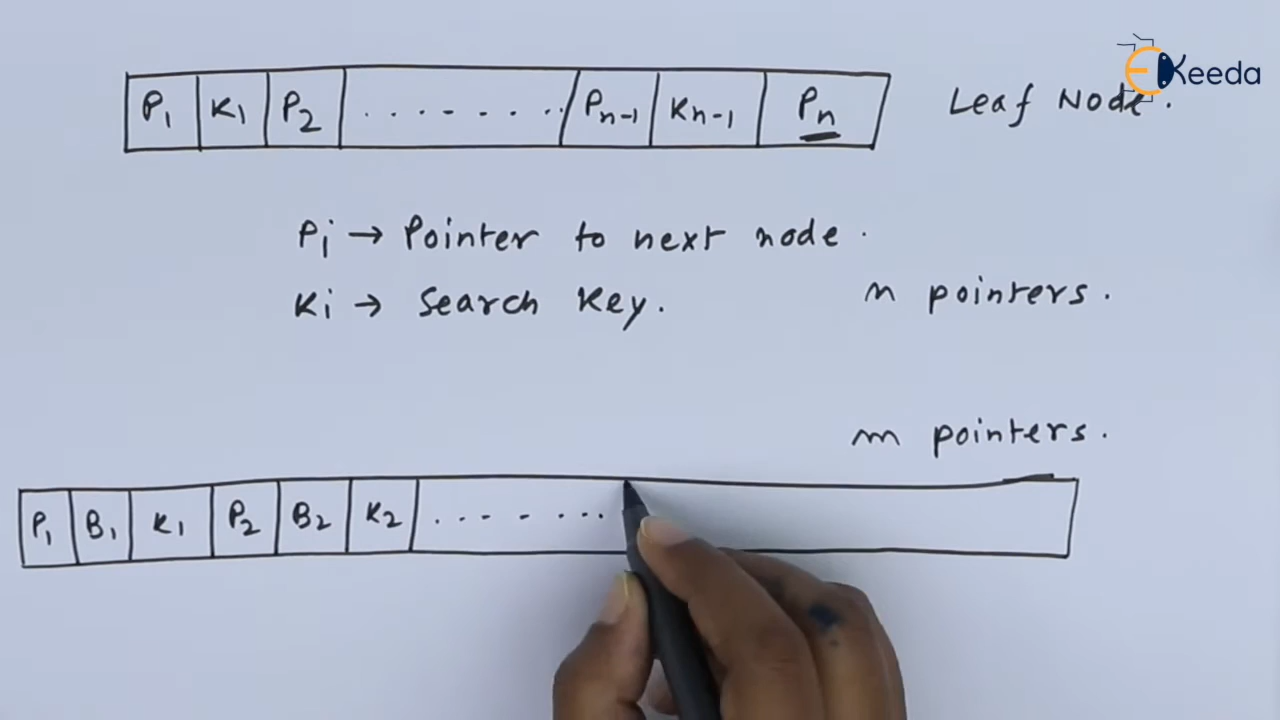 Keeda
P1 K1 P2 ........ Pn-1 Kn-1 Pn Leaf Node.
Pi → Pointer to next node.
Ki → Search Key.
n pointers.
m pointers.
P1 B1 K1 P2 B2 K2 .......